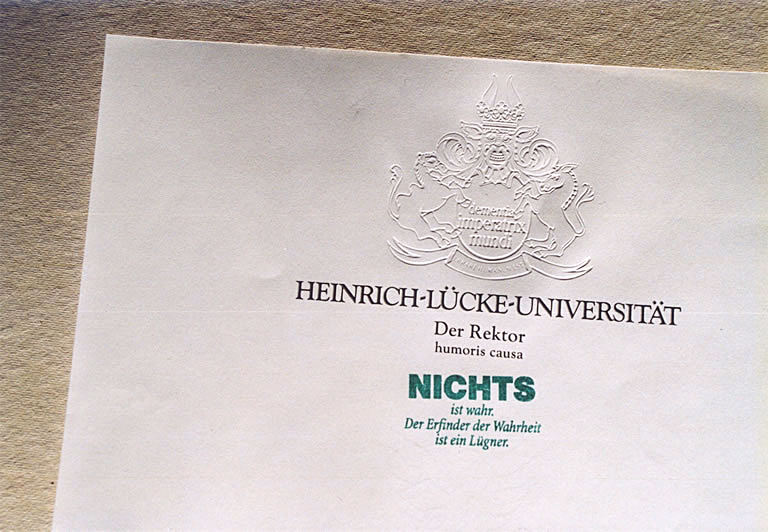 dementia
imperatrix
mundi
HEINRICH-LÜCKE-UNIVERSITÄT
Der Rektor
humoris causa
NICHTS
ist wahr.
Der Erfinder der Wahrheit
ist ein Lügner.